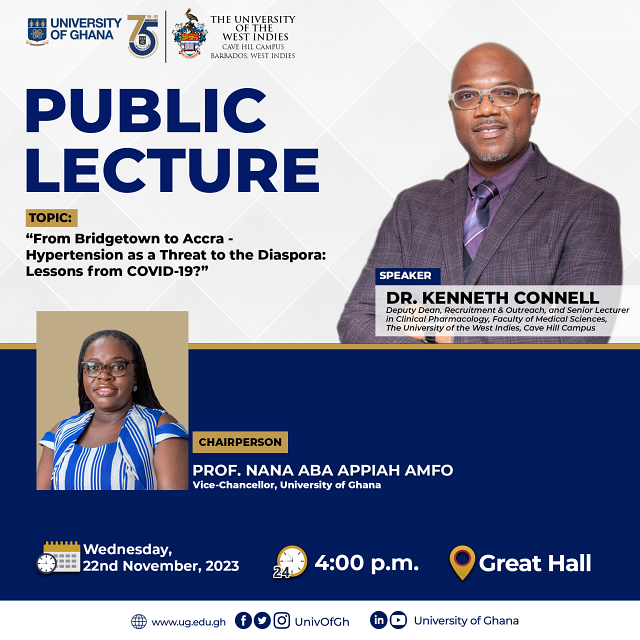 UNIVERSITY
OF GHANA
75
THE UNIVERSITY
OF THE
WEST INDIES
CAVE HILL CAMPUS
BARBADOS, WEST INDIES
PUBLIC
LECTURE
TOPIC:
“From Bridgetown to Accra -
Hypertension as a Threat to the Diaspora:
Lessons from COVID-19?”
SPEAKER
DR. KENNETH CONNELL
Deputy Dean, Recruitment & Outreach, and Senior Lecturer
in Clinical Pharmacology, Faculty of Medical Sciences,
The University of the West Indies, Cave Hill Campus
CHAIRPERSON
PROF. NANA ABA APPIAH AMFO
Vice-Chancellor, University of Ghana
Wednesday,
22nd November, 2023
24
4:00 p.m.
Great Hall
www.ug.edu.gh
UnivOfGh
University of Ghana